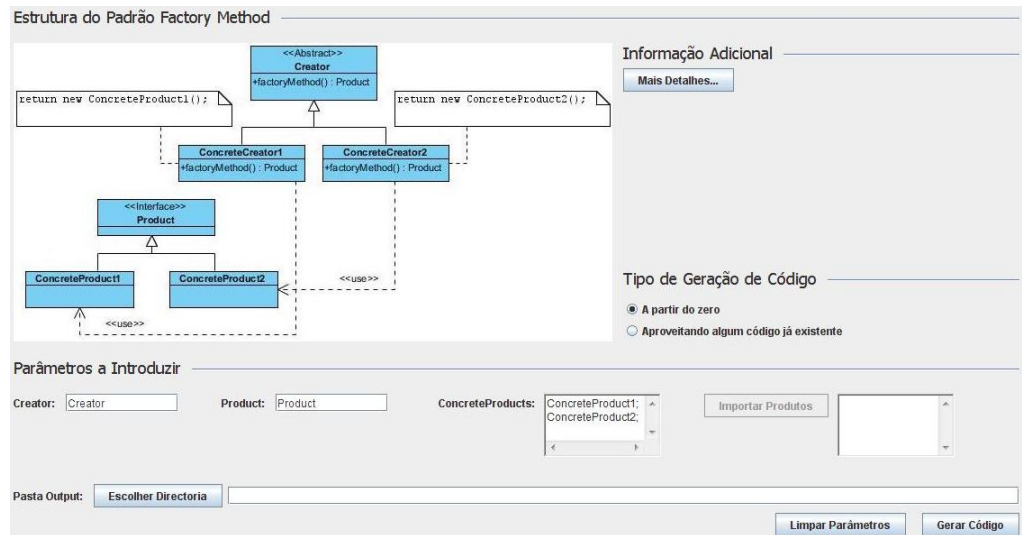 Estrutura do Padrão Factory Method
<<Abstract>>
Creator
+factoryMethod() : Product
return new ConcreteProduct1();
return new ConcreteProduct2();
ConcreteCreator1
+factoryMethod() : Product
ConcreteCreator2
+factoryMethod() : Product
<<Interface>>
Product
ConcreteProduct1
ConcreteProduct2
<<use>>
<<use>>
Informação Adicional
Mais Detalhes...
Tipo de Geração de Código
A partir do zero
Aproveitando algum código já existente
Parâmetros a Introduzir
Creator: Creator
Product: Product
ConcreteProducts: ConcreteProduct1;
ConcreteProduct2;
Importar Produtos
Pasta Output: Escolher Directoria
Limpar Parâmetros Gerar Código